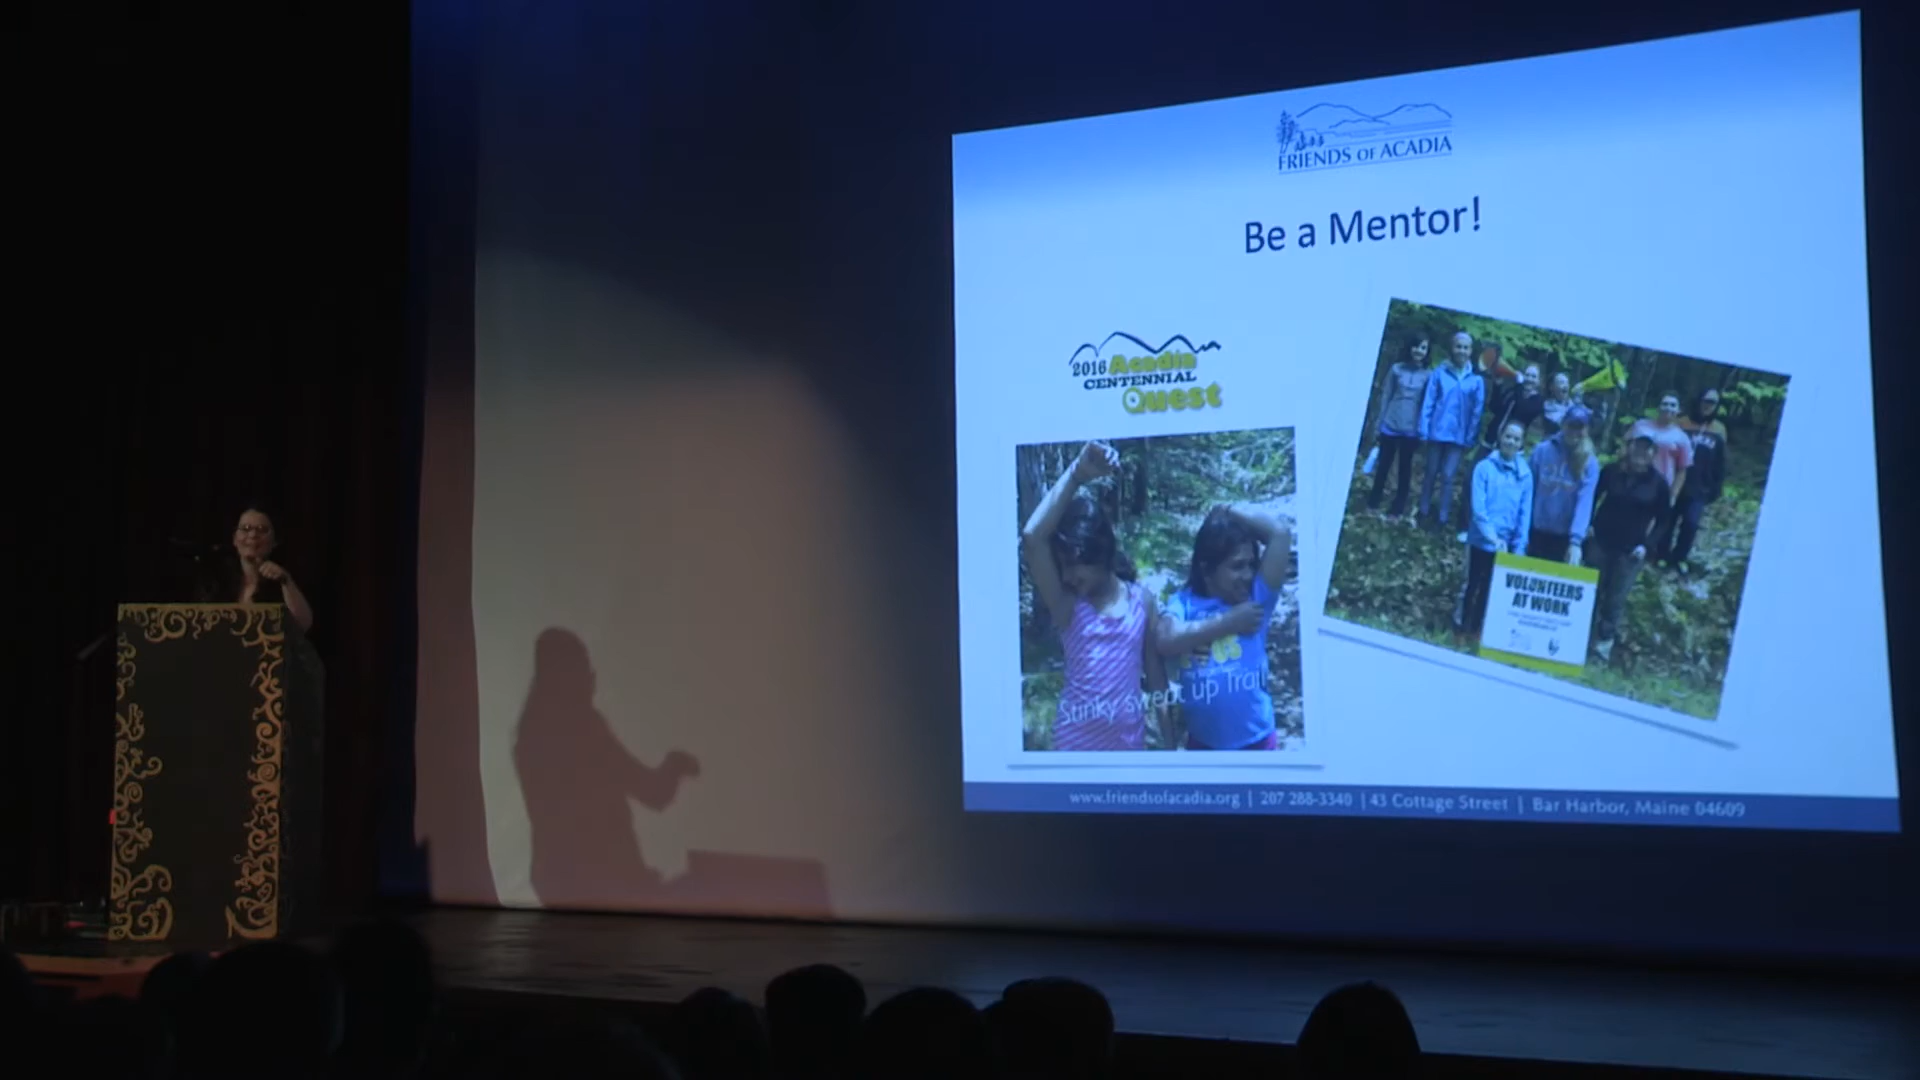 FRIENDS OF ACADIA
Be a Mentor!
2016 Acadia
CENTENNIAL
Quest
Stinky swept up Trail
VOLUNTEERS
AT WORK
www.friendsofacadia.org | 207 288-3340 | 43 Cottage Street | Bar Harbor, Maine 04609